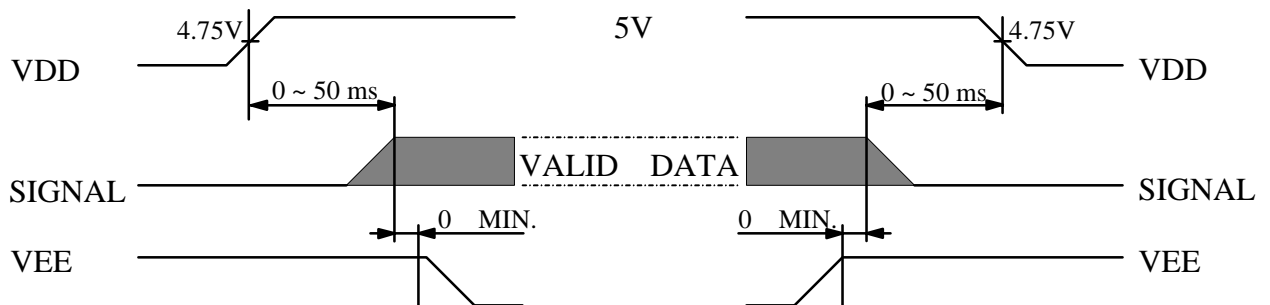 4.75V 5V 4.75V
VDD VDD
0 ~ 50 ms 0 ~ 50 ms
VALID DATA
SIGNAL SIGNAL
0 MIN. 0 MIN.
VEE VEE